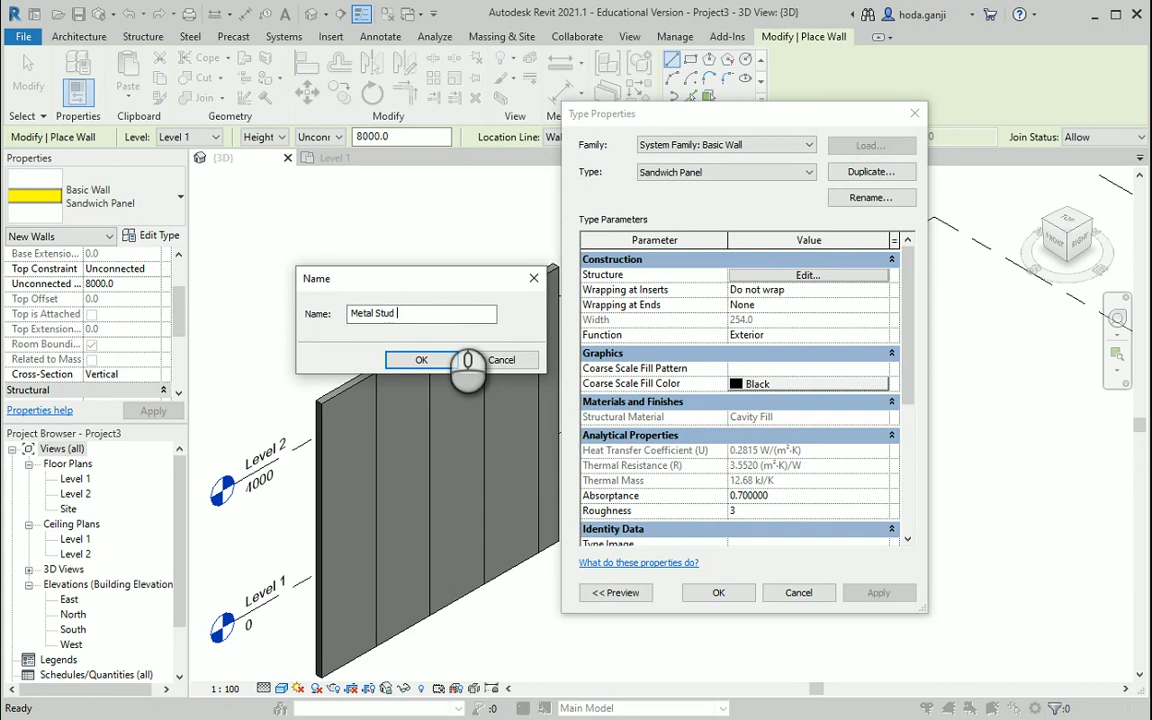 Autodesk Revit 2021.1 - Educational Version - Project3 - 3D View: {3D}
hoda.ganji
File Architecture Structure Steel Precast Systems Insert Annotate Analyze Massing & Site Collaborate View Manage Add-Ins Modify | Place Wall
Cope
Cut
Join
Modify
Paste
Select Properties Clipboard Geometry Modify View
Modify | Place Wall Level: Level 1 Height Unconn 8000.0 Location Line: Join Status: Allow
Properties
{3D}
Level 1
Basic Wall
Sandwich Panel
New Walls Edit Type
Base Extensio... 0.0
Top Constraint Unconnected
Unconnected ... 8000.0
Top Offset 0.0
Top is Attached
Top Extension... 0.0
Room Boundi...
Related to Mass
Cross-Section Vertical
Structural
Properties help Apply
Project Browser - Project3
Views (all)
Floor Plans
Level 1
Level 2
Site
Ceiling Plans
Level 1
Level 2
3D Views
Elevations (Building Elevation
East
North
South
West
Legends
Schedules/Quantities (all)
Name
Name: Metal Stud
OK Cancel
Level 2
4000
Level 1
0
Type Properties
Family: System Family: Basic Wall Load...
Type: Sandwich Panel Duplicate...
Rename...
Type Parameters
Parameter Value =
Construction
Structure Edit...
Wrapping at Inserts Do not wrap
Wrapping at Ends None
Width 254.0
Function Exterior
Graphics
Coarse Scale Fill Pattern
Coarse Scale Fill Color Black
Materials and Finishes
Structural Material Cavity Fill
Analytical Properties
Heat Transfer Coefficient (U) 0.2815 W/(m²·K)
Thermal Resistance (R) 3.5520 (m²·K)/W
Thermal Mass 12.68 kJ/K
Absorptance 0.700000
Roughness 3
Identity Data
Type Image
What do these properties do?
<< Preview OK Cancel Apply
TOP
FRONT
RIGHT
1 : 100
Ready :0 Main Model :0